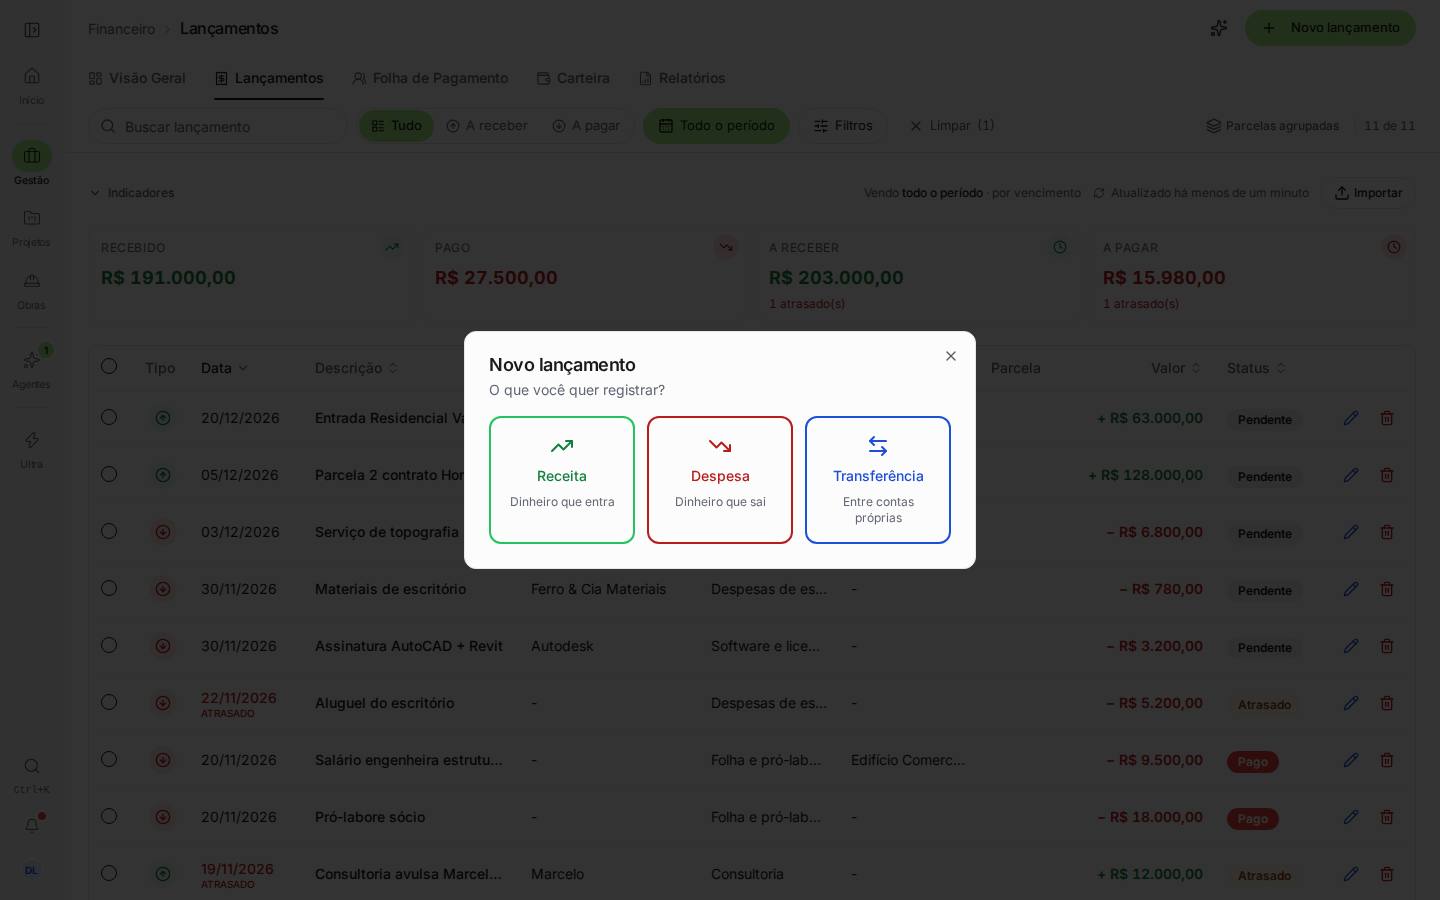 Financeiro > Lançamentos
Novo lançamento
Início
Gestão
Projetos
Obras
1
Agentes
Ultra
Ctrl+K
DL
Visão Geral Lançamentos Folha de Pagamento Carteira Relatórios
Buscar lançamento Tudo A receber A pagar Todo o período Filtros Limpar (1) Parcelas agrupadas 11 de 11
Indicadores Vendo todo o período · por vencimento Atualizado há menos de um minuto Importar
RECEBIDO PAGO A RECEBER A PAGAR
R$ 191.000,00 R$ 27.500,00 R$ 203.000,00 R$ 15.980,00
1 atrasado(s) 1 atrasado(s)
Novo lançamento
O que você quer registrar?
Receita
Dinheiro que entra
Despesa
Dinheiro que sai
Transferência
Entre contas
próprias
Tipo Data Descrição Parcela Valor Status
20/12/2026 Entrada Residencial + R$ 63.000,00 Pendente
05/12/2026 Parcela 2 contrato + R$ 128.000,00 Pendente
03/12/2026 Serviço de topografia − R$ 6.800,00 Pendente
30/11/2026 Materiais de escritório Ferro & Cia Materiais Despesas de es... - − R$ 780,00 Pendente
30/11/2026 Assinatura AutoCAD + Revit Autodesk Software e lice... - − R$ 3.200,00 Pendente
22/11/2026 Aluguel do escritório - Despesas de es... - − R$ 5.200,00 Atrasado
ATRASADO
20/11/2026 Salário engenheira estrutu... - Folha e pró-lab... Edifício Comerc... − R$ 9.500,00 Pago
20/11/2026 Pró-labore sócio - Folha e pró-lab... - − R$ 18.000,00 Pago
19/11/2026 Consultoria avulsa Marcel... Marcelo Consultoria - + R$ 12.000,00 Atrasado
ATRASADO